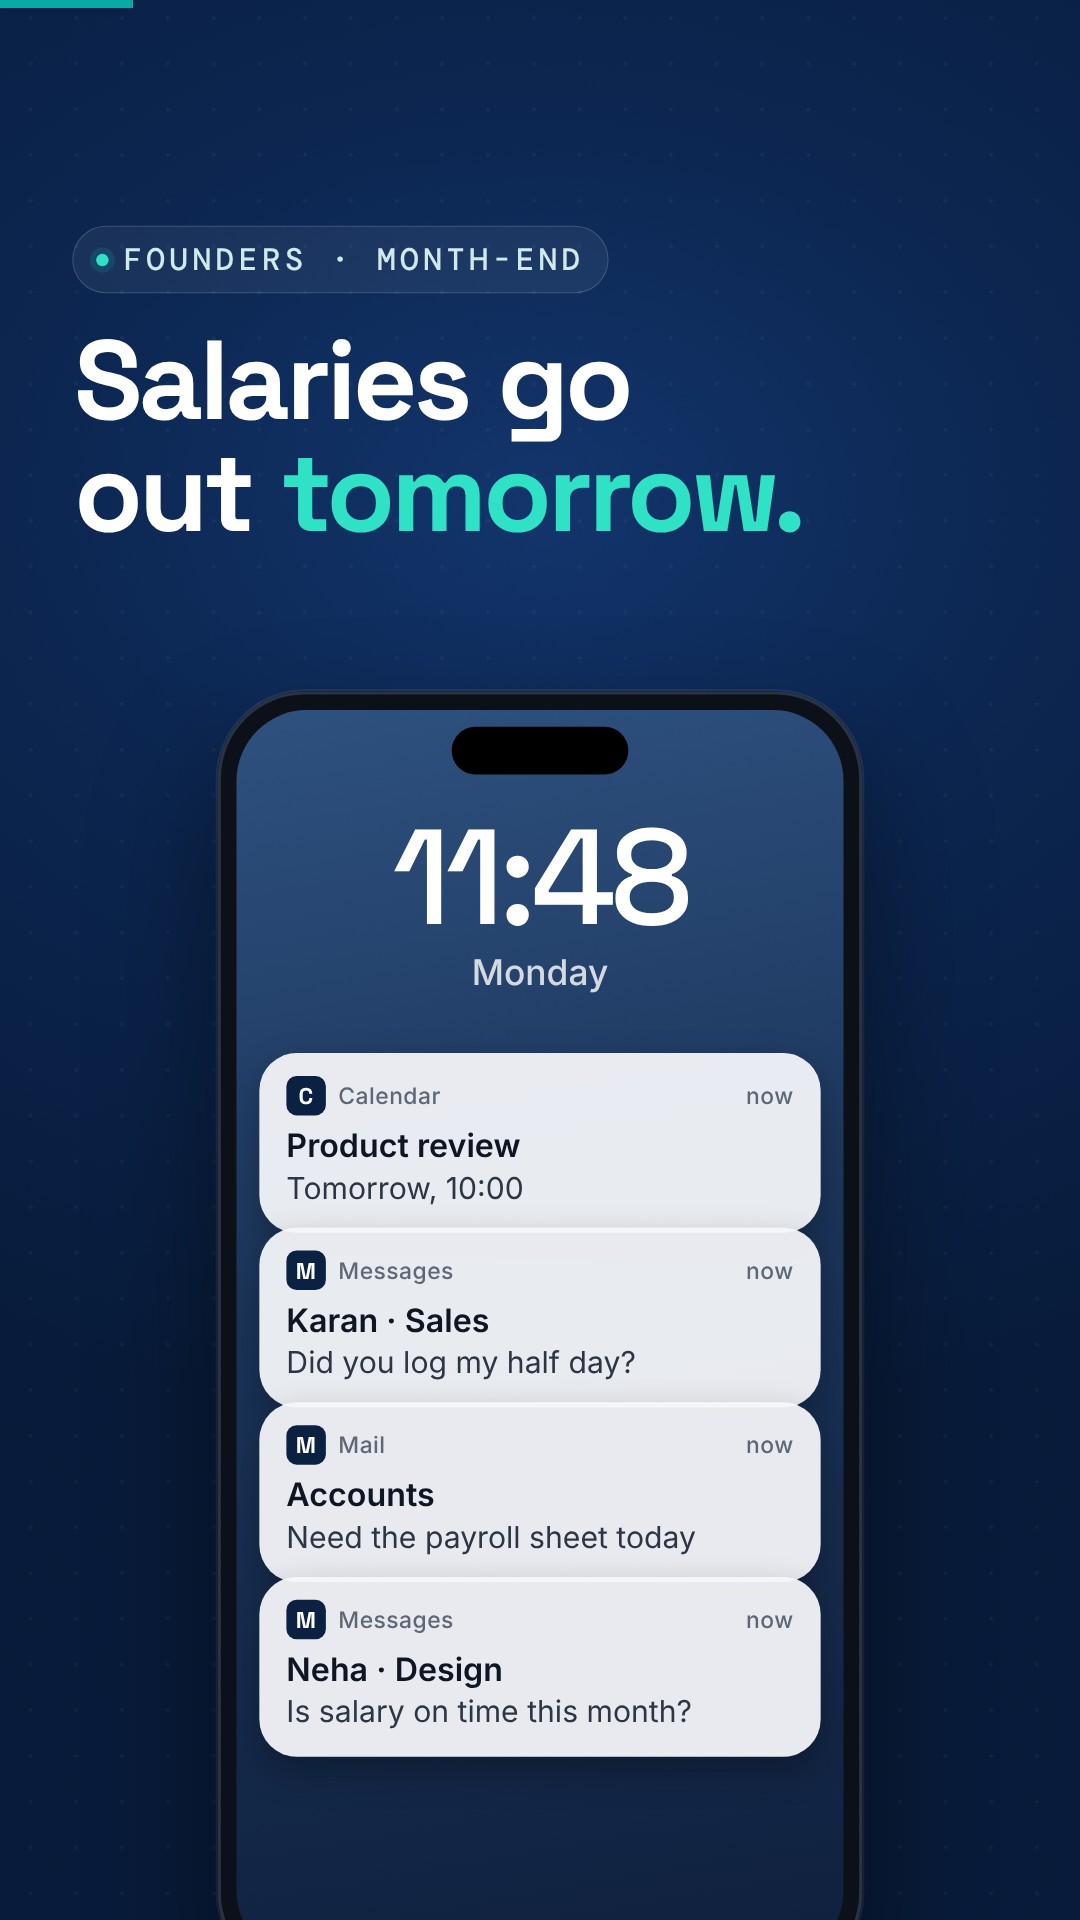 FOUNDERS · MONTH-END
Salaries go
out tomorrow.
11:48
Monday
C Calendar now
Product review
Tomorrow, 10:00
M Messages now
Karan · Sales
Did you log my half day?
M Mail now
Accounts
Need the payroll sheet today
M Messages now
Neha · Design
Is salary on time this month?